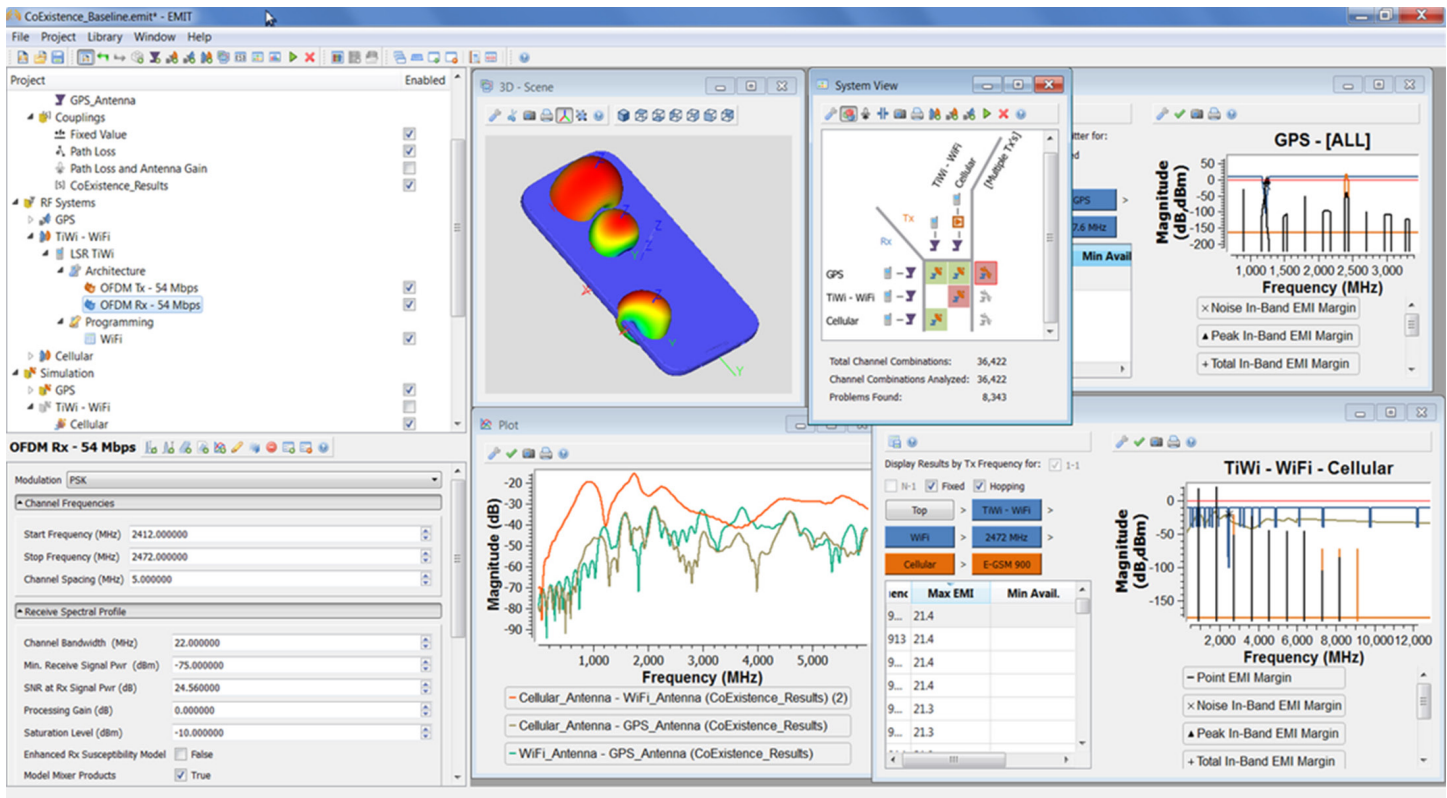 CoExistence_Baseline.emit* - EMIT
File Project Library Window Help
Project Enabled
GPS_Antenna
Couplings
Fixed Value
Path Loss
Path Loss and Antenna Gain
CoExistence_Results
RF Systems
GPS
TiWi - WiFi
LSR TiWi
Architecture
OFDM Tx - 54 Mbps
OFDM Rx - 54 Mbps
Programming
WiFi
Cellular
Simulation
GPS
TiWi - WiFi
Cellular
OFDM Rx - 54 Mbps
Modulation PSK
Channel Frequencies
Start Frequency (MHz) 2412.000000
Stop Frequency (MHz) 2472.000000
Channel Spacing (MHz) 5.000000
Receive Spectral Profile
Channel Bandwidth (MHz) 22.000000
Min. Receive Signal Pwr (dBm) -75.000000
SNR at Rx Signal Pwr (dB) 24.560000
Processing Gain (dB) 0.000000
Saturation Level (dBm) -10.000000
Enhanced Rx Susceptibility Model False
Model Mixer Products True
3D - Scene
Z
Z
Z
Y
Z
X
Z
X
Y
Y
System View
TiWi - WiFi
Cellular
[Multiple Tx's]
Tx
Rx
GPS
TiWi - WiFi
Cellular
Total Channel Combinations: 36,422
Channel Combinations Analyzed: 36,422
Problems Found: 8,343
itter for:
ed
GPS >
7.6 MHz
Min Avail
GPS - [ALL]
Magnitude
(dB,dBm)
50
0
-50
-100
-150
-200
1,000 1,500 2,000 2,500 3,000
Frequency (MHz)
Noise In-Band EMI Margin
Peak In-Band EMI Margin
Total In-Band EMI Margin
Plot
Magnitude (dB)
-20
-30
-40
-50
-60
-70
-80
-90
1,000 2,000 3,000 4,000 5,000
Frequency (MHz)
Cellular_Antenna - WiFi_Antenna (CoExistence_Results) (2)
Cellular_Antenna - GPS_Antenna (CoExistence_Results)
WiFi_Antenna - GPS_Antenna (CoExistence_Results)
Display Results by Tx Frequency for: 1-1
N-1 Fixed Hopping
Top > TiWi - WiFi >
WiFi > 2472 MHz >
Cellular > E-GSM 900
uenc Max EMI Min Avail.
9... 21.4
913 21.4
9... 21.4
9... 21.4
9... 21.3
9... 21.3
TiWi - WiFi - Cellular
Magnitude
(dB,dBm)
0
-50
-100
-150
2,000 4,000 6,000 8,000 10,000 12,000
Frequency (MHz)
Point EMI Margin
Noise In-Band EMI Margin
Peak In-Band EMI Margin
Total In-Band EMI Margin